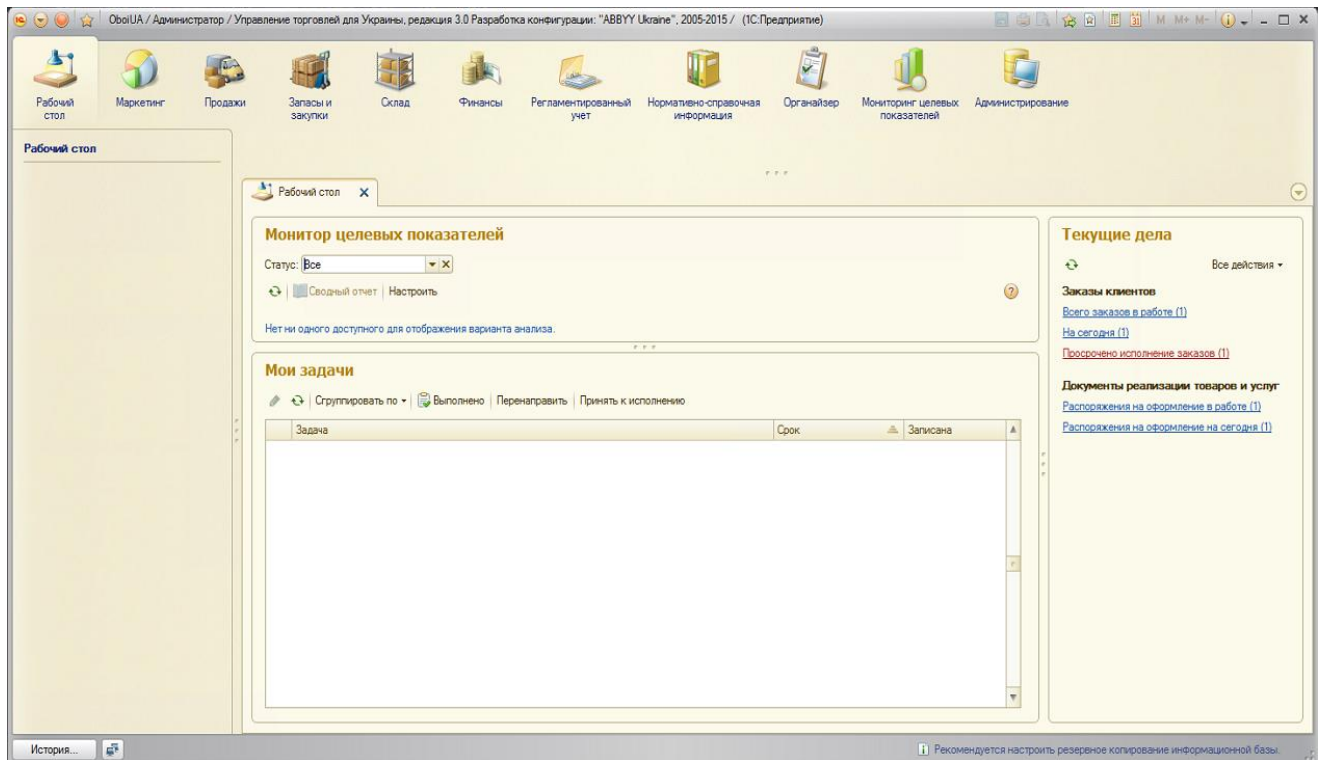 OboiUA / Администратор / Управление торговлей для Украины, редакция 3.0 Разработка конфигурации: "ABBYY Ukraine", 2005-2015 / (1С:Предприятие)
M M+ M-
Рабочий стол
Маркетинг
Продажи
Запасы и закупки
Склад
Финансы
Регламентированный учет
Нормативно-справочная информация
Органайзер
Мониторинг целевых показателей
Администрирование
Рабочий стол
Рабочий стол
Монитор целевых показателей
Статус: Все
Сводный отчет Настроить
Нет ни одного доступного для отображения варианта анализа.
Мои задачи
Сгруппировать по Выполнено Перенаправить Принять к исполнению
Задача Срок Записана
Текущие дела
Все действия
Заказы клиентов
Всего заказов в работе (1)
На сегодня (1)
Просрочено исполнение заказов (1)
Документы реализации товаров и услуг
Распоряжения на оформление в работе (1)
Распоряжения на оформление на сегодня (1)
История...
Рекомендуется настроить резервное копирование информационной базы.